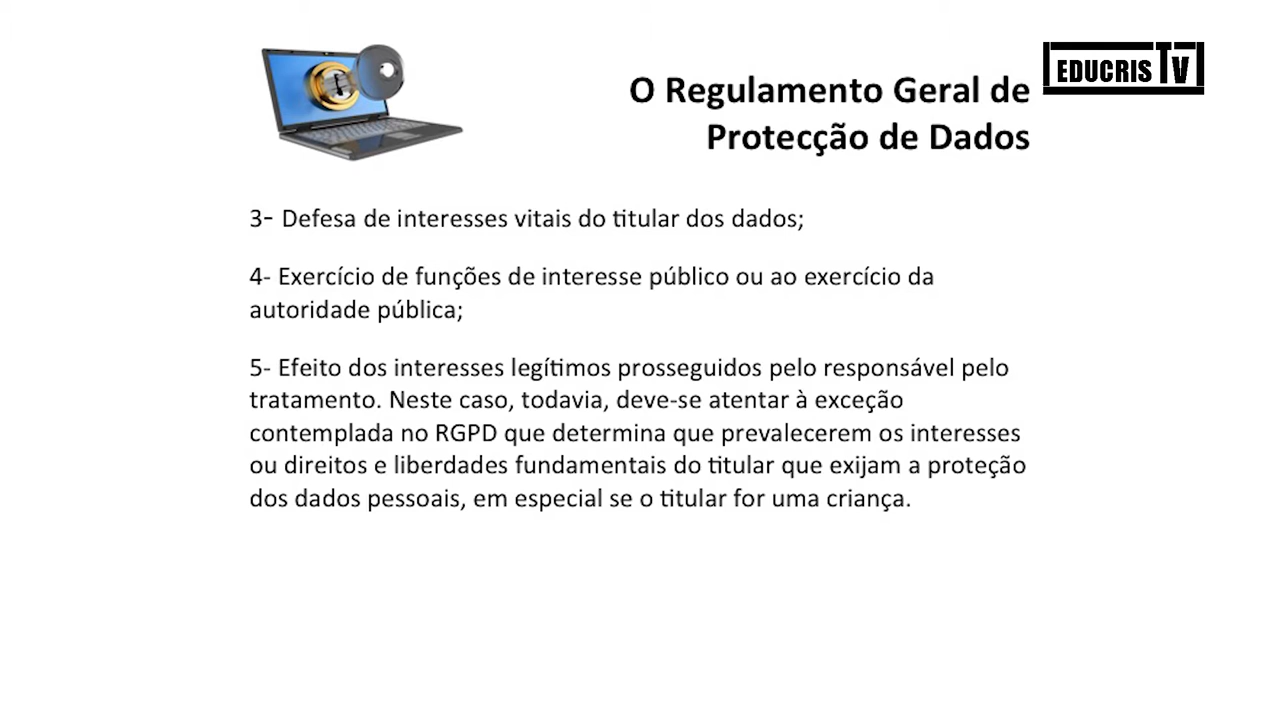 EDUCRIS TV
O Regulamento Geral de
Protecção de Dados
3- Defesa de interesses vitais do titular dos dados;
4- Exercício de funções de interesse público ou ao exercício da
autoridade pública;
5- Efeito dos interesses legítimos prosseguidos pelo responsável pelo
tratamento. Neste caso, todavia, deve-se atentar à exceção
contemplada no RGPD que determina que prevalecerem os interesses
ou direitos e liberdades fundamentais do titular que exijam a proteção
dos dados pessoais, em especial se o titular for uma criança.